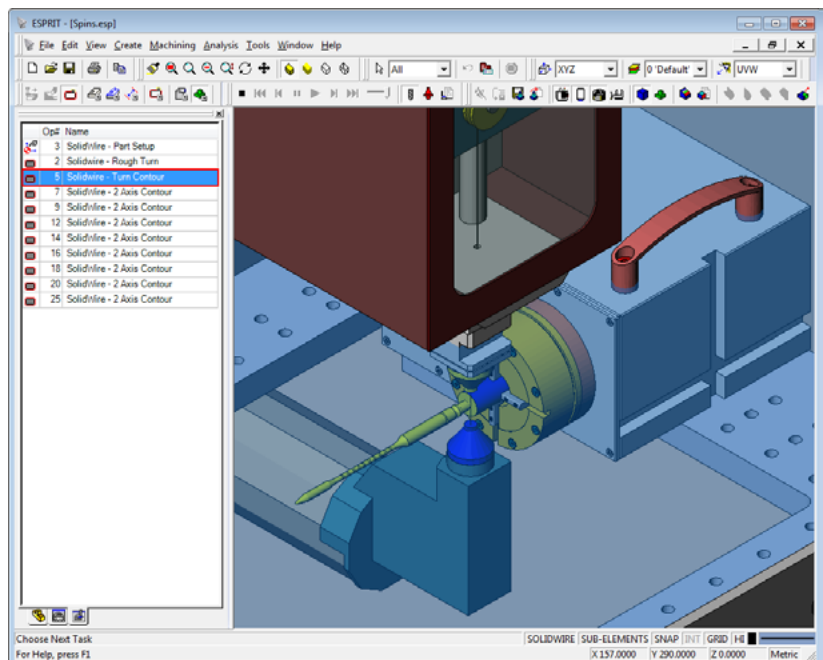 ESPRIT - [Spins.esp]
File Edit View Create Machining Analysis Tools Window Help
All XYZ 0 'Default' UVW
Op# Name
3 SolidWire - Part Setup
2 Solidwire - Rough Turn
5 Solidwire - Turn Contour
7 SolidWire - 2 Axis Contour
9 SolidWire - 2 Axis Contour
12 SolidWire - 2 Axis Contour
14 SolidWire - 2 Axis Contour
16 SolidWire - 2 Axis Contour
18 SolidWire - 2 Axis Contour
20 SolidWire - 2 Axis Contour
25 SolidWire - 2 Axis Contour
Choose Next Task SOLIDWIRE SUB-ELEMENTS SNAP INT GRID HI
For Help, press F1 X 157.0000 Y 290.0000 Z 0.0000 Metric